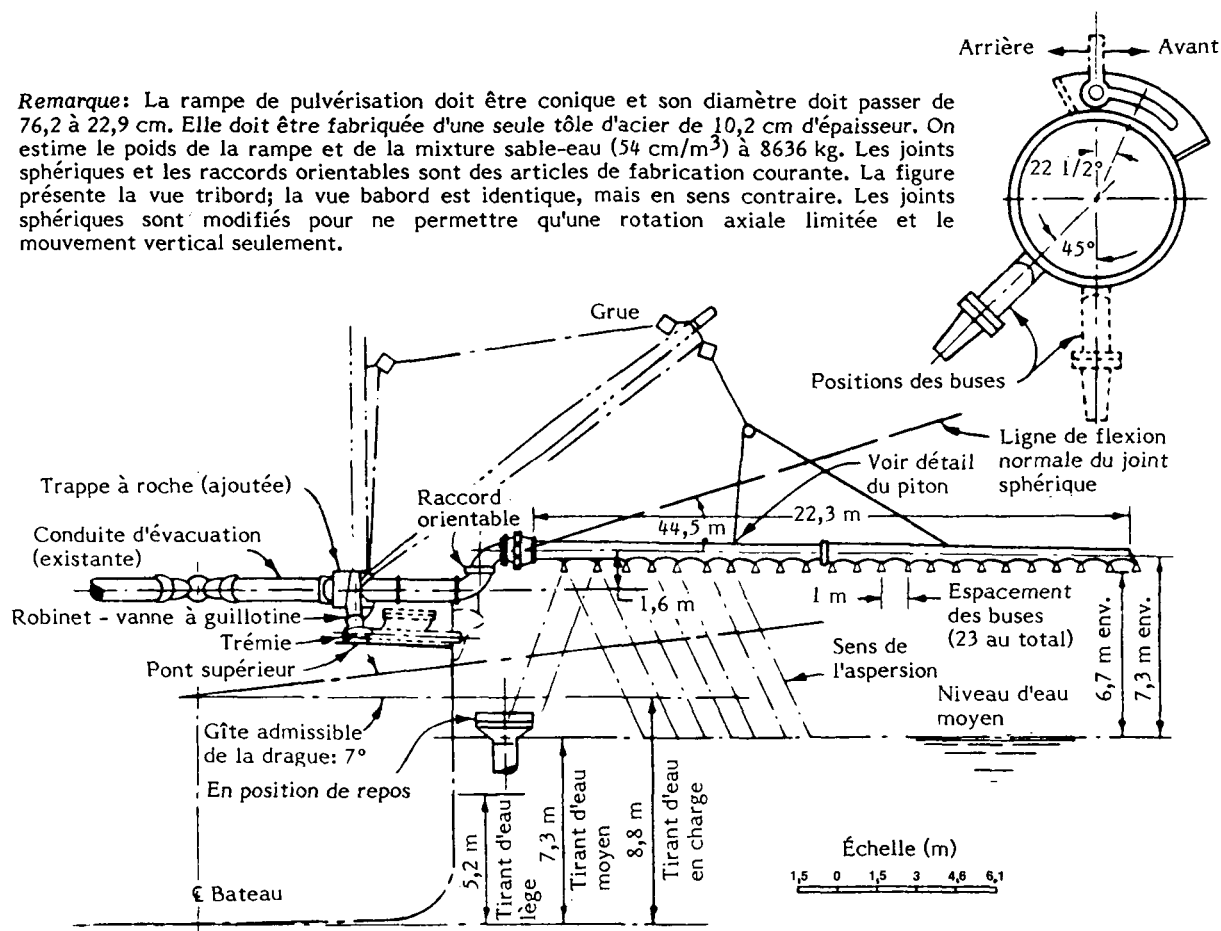 Arrière
Avant
Remarque: La rampe de pulvérisation doit être conique et son diamètre doit passer de
76,2 à 22,9 cm. Elle doit être fabriquée d'une seule tôle d'acier de 10,2 cm d'épaisseur. On
estime le poids de la rampe et de la mixture sable-eau (54 cm/m³) à 8636 kg. Les joints
sphériques et les raccords orientables sont des articles de fabrication courante. La figure
présente la vue tribord; la vue babord est identique, mais en sens contraire. Les joints
sphériques sont modifiés pour ne permettre qu'une rotation axiale limitée et le
mouvement vertical seulement.
22 1/2°
45°
Positions des buses
Grue
Ligne de flexion
normale du joint
sphérique
Voir détail
du piton
Trappe à roche (ajoutée)
Raccord
orientable
Conduite d'évacuation
(existante)
44,5 m
22,3 m
1,6 m
1 m
Espacement
des buses
(23 au total)
Robinet - vanne à guillotine
Trémie
Pont supérieur
Sens de
l'aspersion
6,7 m env.
7,3 m env.
Niveau d'eau
moyen
Gîte admissible
de la drague: 7°
En position de repos
5,2 m
Tirant d'eau
lège
7,3 m
Tirant d'eau
moyen
8,8 m
Tirant d'eau
en charge
℄ Bateau
Échelle (m)
1,5 0 1,5 3 4,6 6,1